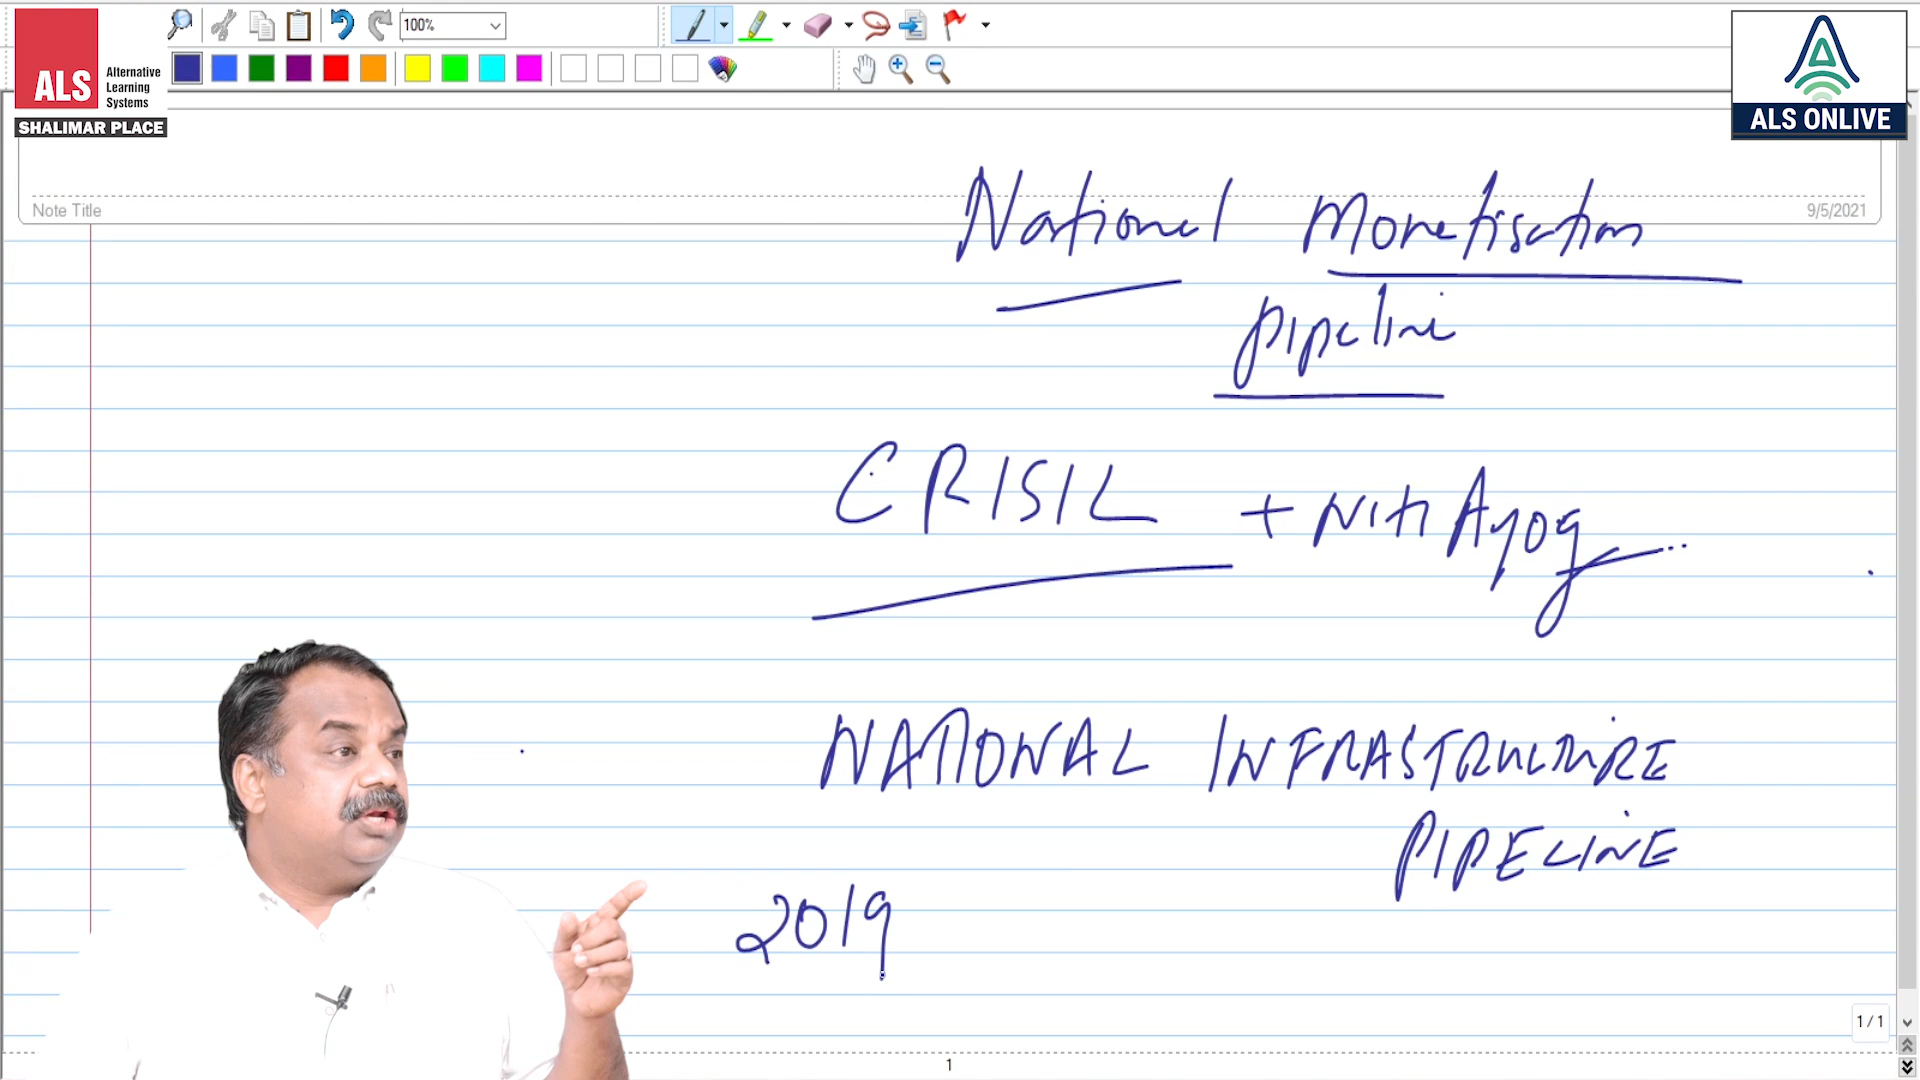 100%
ALS
Alternative
Learning
Systems
SHALIMAR PLACE
ALS ONLIVE
Note Title
9/5/2021
National Monetisation
pipeline
CRISIL + Niti Ayog
NATIONAL INFRASTRUCTURE
PIPELINE
2019
1/1
1